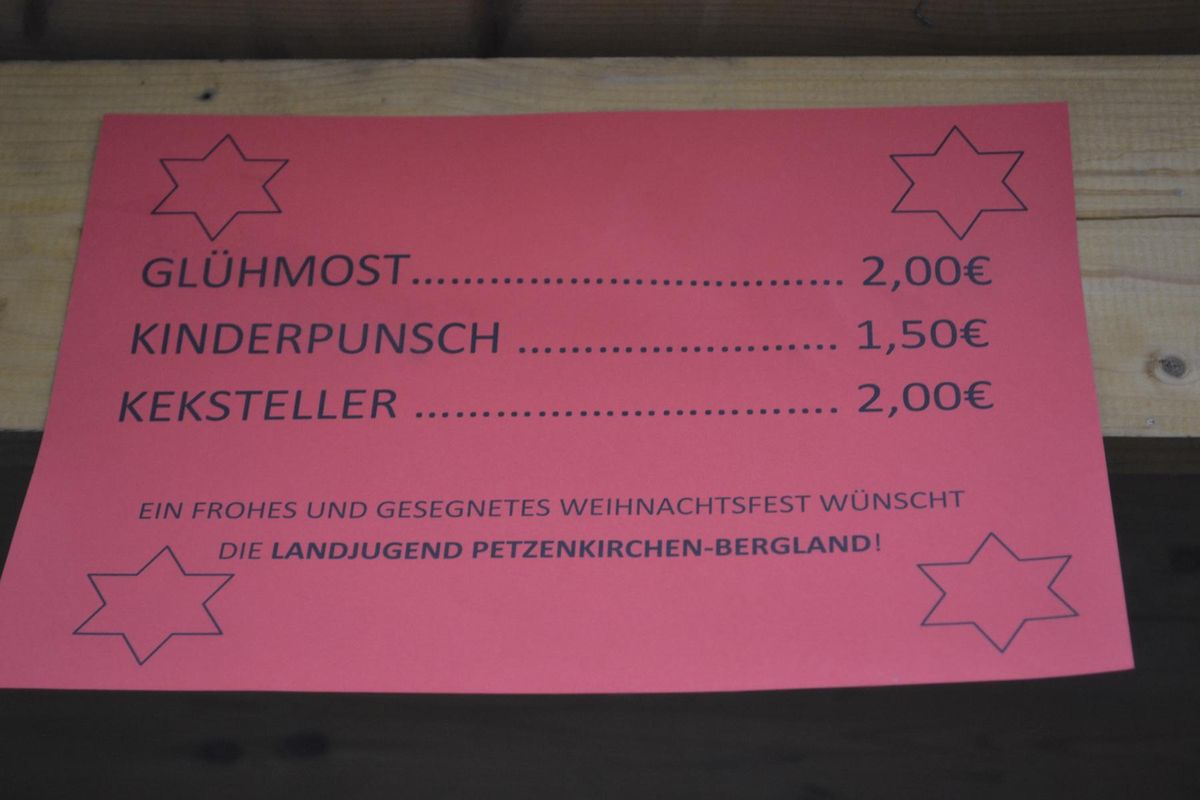 GLÜHMOST……………………………. 2,00€
KINDERPUNSCH …………………….. 1,50€
KEKSTELLER ………………………….. 2,00€
EIN FROHES UND GESEGNETES WEIHNACHTSFEST WÜNSCHT
DIE LANDJUGEND PETZENKIRCHEN-BERGLAND!